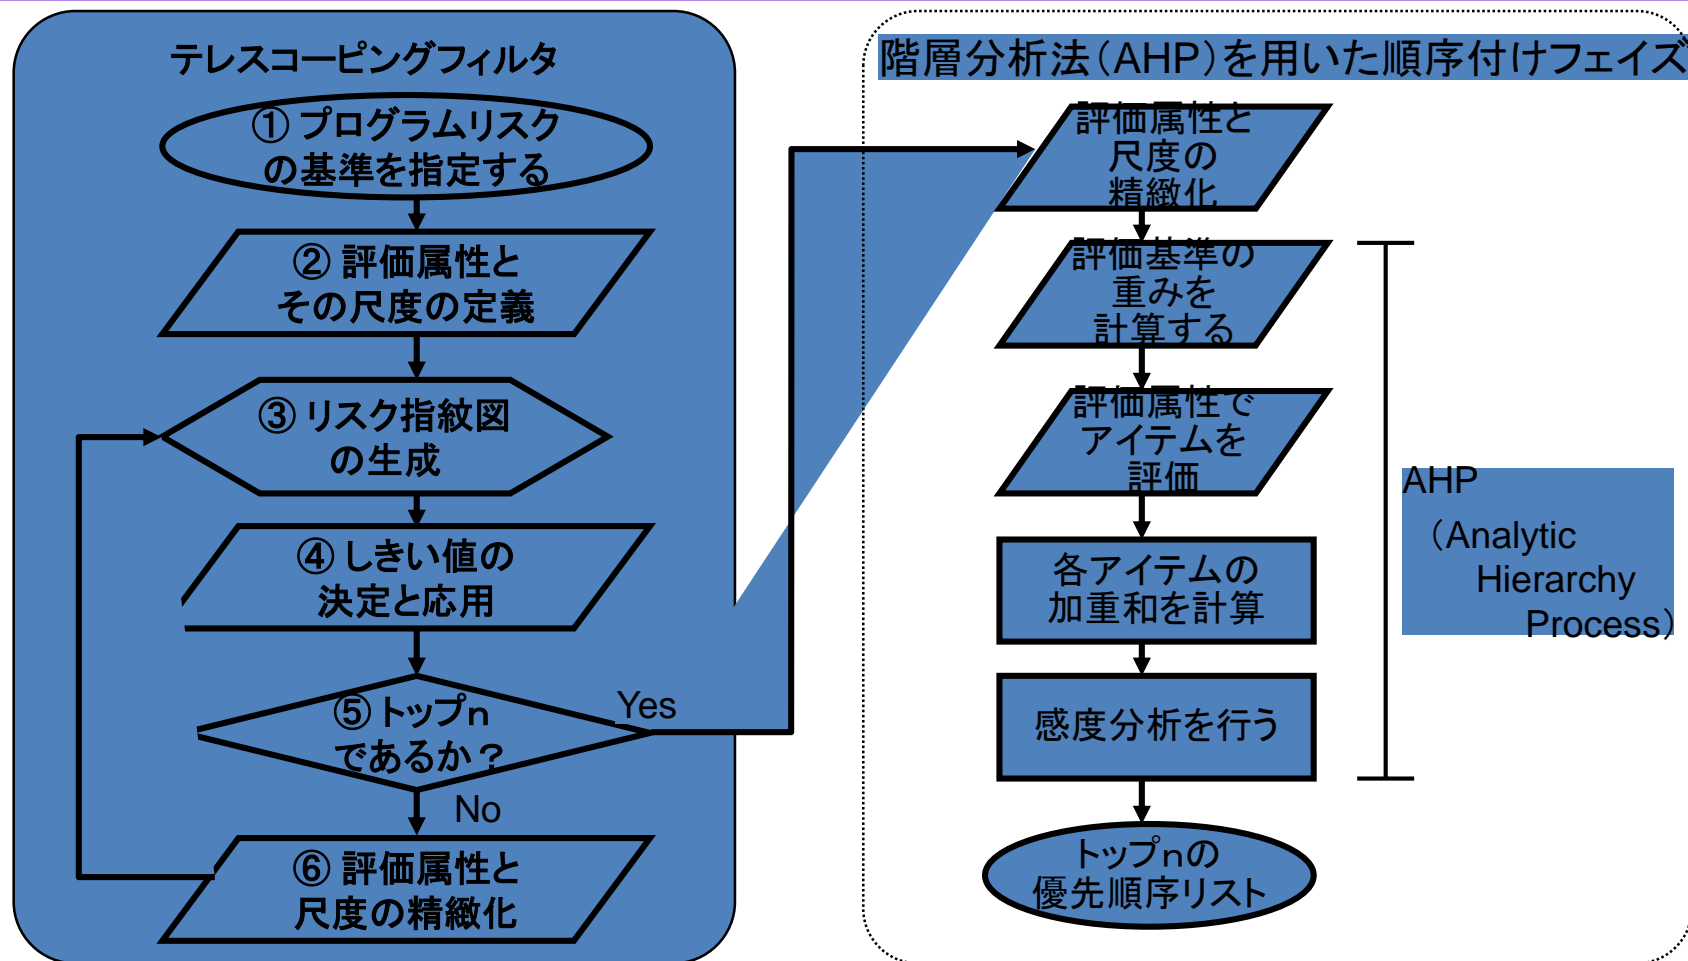 テレスコーピングフィルタ
① プログラムリスク
の基準を指定する
② 評価属性と
その尺度の定義
③ リスク指紋図
の生成
④ しきい値の
決定と応用
⑤ トップｎ
であるか？
Yes
No
⑥ 評価属性と
尺度の精緻化
階層分析法（AHP）を用いた順序付けフェイズ
評価属性と
尺度の
精緻化
評価基準の
重みを
計算する
評価属性で
アイテムを
評価
各アイテムの
加重和を計算
感度分析を行う
トップｎの
優先順序リスト
AHP
（Analytic
Hierarchy
Process）